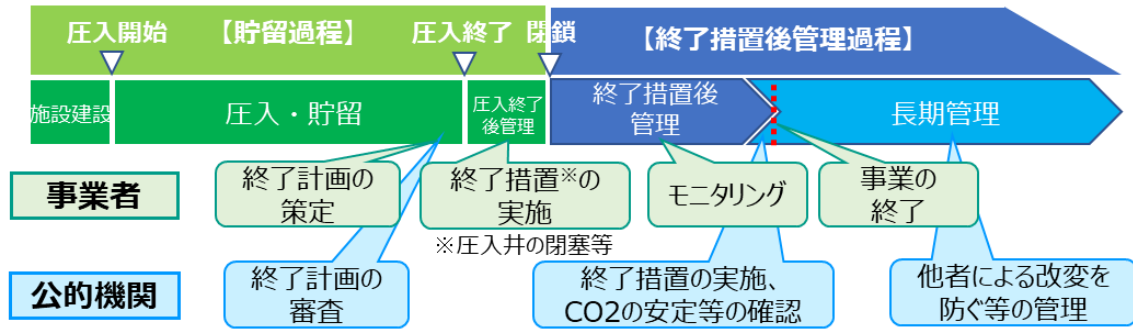 圧入開始 【貯留過程】 圧入終了 閉鎖 【終了措置後管理過程】
施設建設
圧入・貯留
圧入終了
後管理
終了措置後
管理
長期管理
事業者
終了計画の
策定
終了措置※の
実施
※圧入井の閉塞等
モニタリング
事業の
終了
公的機関
終了計画の
審査
終了措置の実施、
CO2の安定等の確認
他者による改変を
防ぐ等の管理